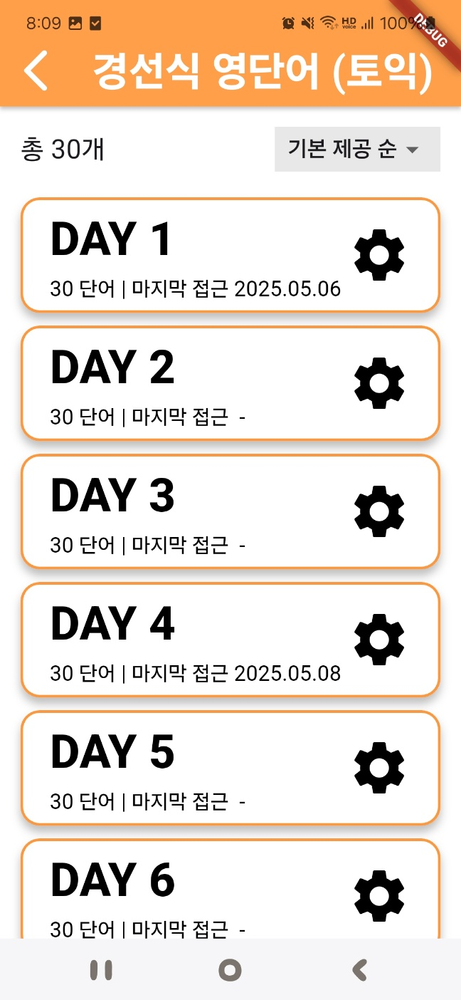 8:09 HD voice 100%
DEBUG
경선식 영단어 (토익)
총 30개
기본 제공 순
DAY 1
30 단어 | 마지막 접근 2025.05.06
DAY 2
30 단어 | 마지막 접근 -
DAY 3
30 단어 | 마지막 접근 -
DAY 4
30 단어 | 마지막 접근 2025.05.08
DAY 5
30 단어 | 마지막 접근 -
DAY 6
30 단어 | 마지막 접근 -